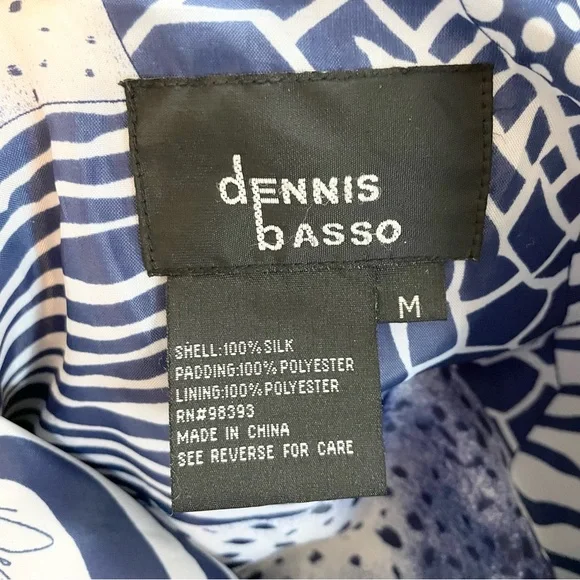 dENNIS
bASSO
M
SHELL:100% SILK
PADDING:100% POLYESTER
LINING:100% POLYESTER
RN#98393
MADE IN CHINA
SEE REVERSE FOR CARE